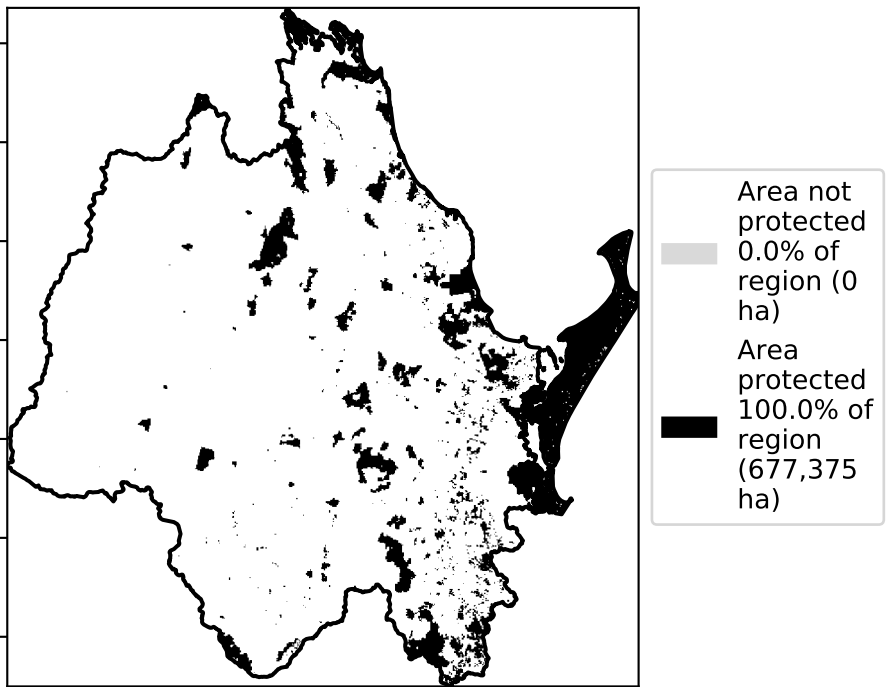 Area not
protected
0.0% of
region (0
ha)
Area
protected
100.0% of
region
(677,375
ha)